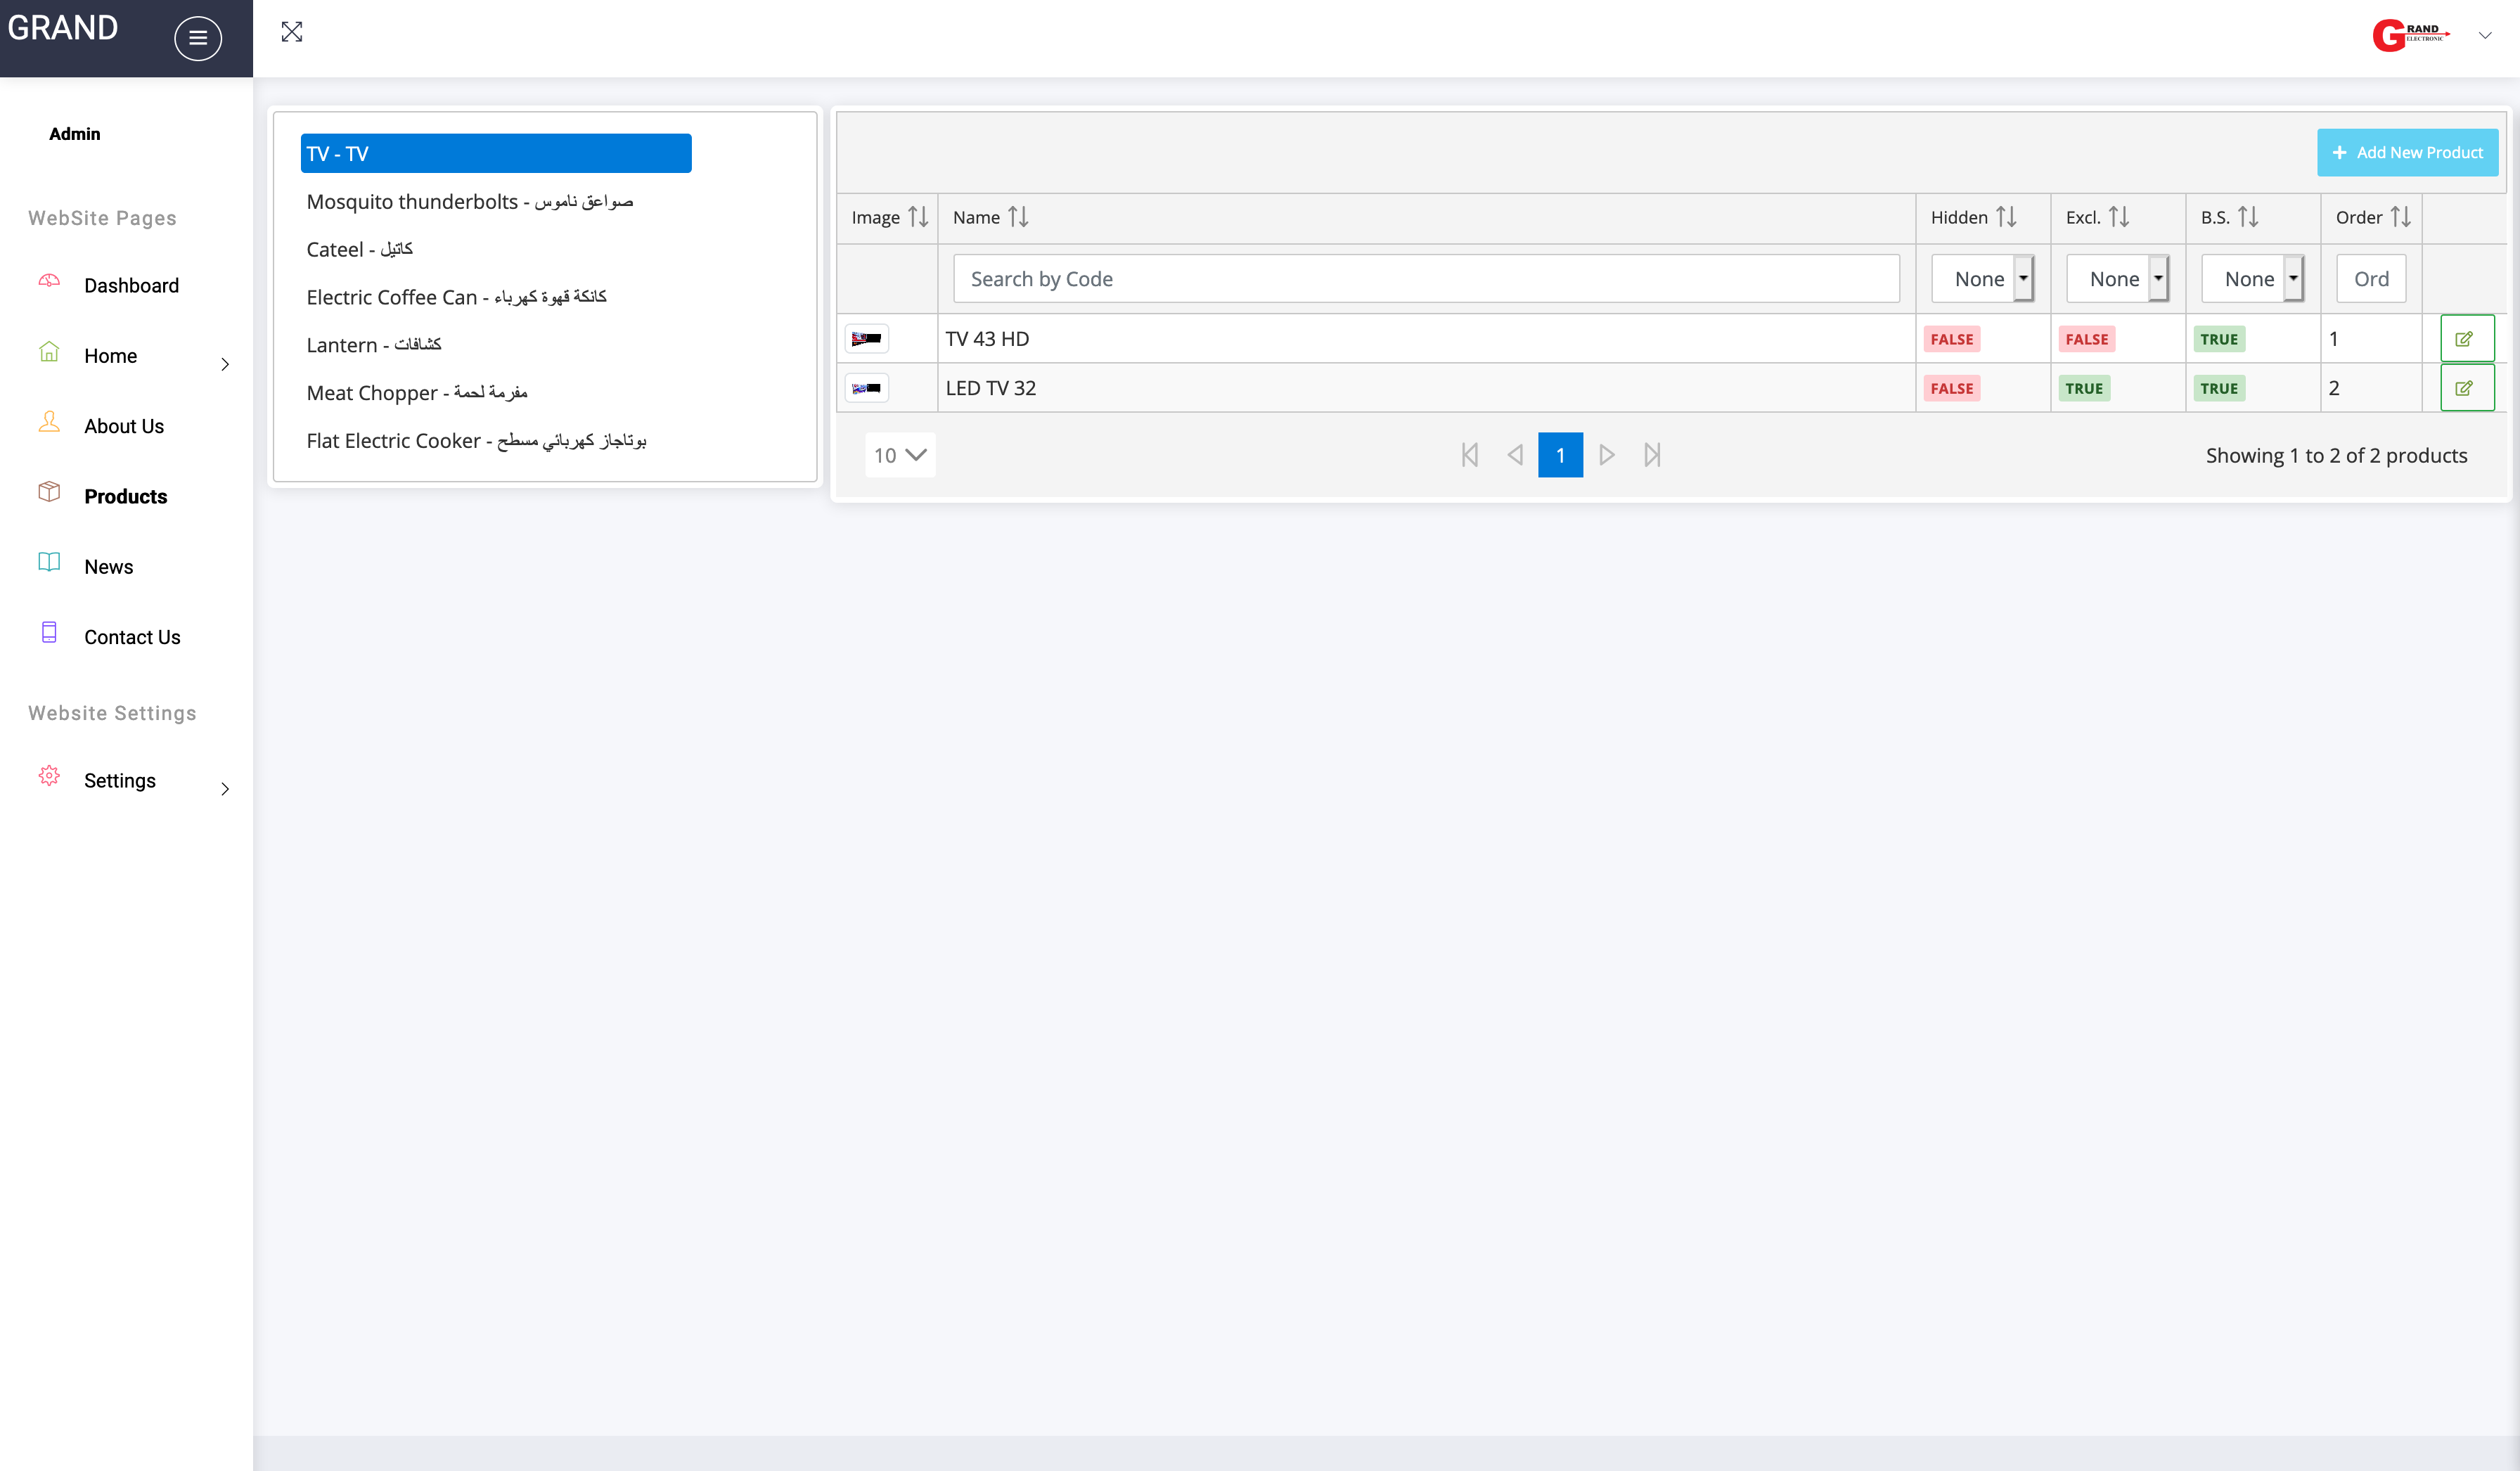 GRAND
RAND
ELECTRONIC
Admin
WebSite Pages
Dashboard
Home
About Us
Products
News
Contact Us
Website Settings
Settings
TV - TV
Mosquito thunderbolts - صواعق ناموس
Cateel - كاتيل
Electric Coffee Can - كانكة قهوة كهرباء
Lantern - كشافات
Meat Chopper - مفرمة لحمة
Flat Electric Cooker - بوتاجاز كهربائي مسطح
+ Add New Product
Image Name Hidden Excl. B.S. Order
Search by Code None None None Ord
TV 43 HD FALSE FALSE TRUE 1
LED TV 32 FALSE TRUE TRUE 2
10 1 Showing 1 to 2 of 2 products